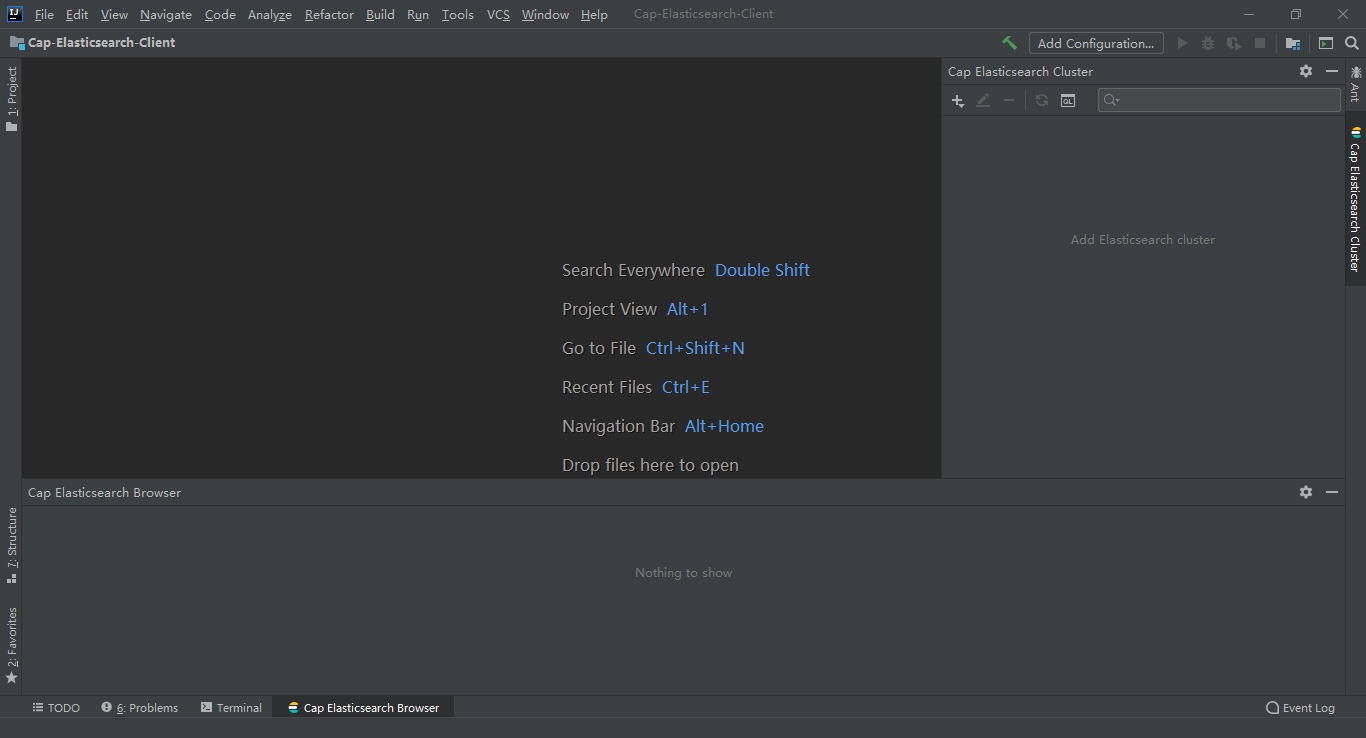 IJ File Edit View Navigate Code Analyze Refactor Build Run Tools VCS Window Help Cap-Elasticsearch-Client
Cap-Elasticsearch-Client Add Configuration...
1: Project
7: Structure
2: Favorites
Search Everywhere Double Shift
Project View Alt+1
Go to File Ctrl+Shift+N
Recent Files Ctrl+E
Navigation Bar Alt+Home
Drop files here to open
Cap Elasticsearch Cluster
QL
Add Elasticsearch cluster
Ant
Cap Elasticsearch Cluster
Cap Elasticsearch Browser
Nothing to show
TODO 6: Problems Terminal Cap Elasticsearch Browser Event Log